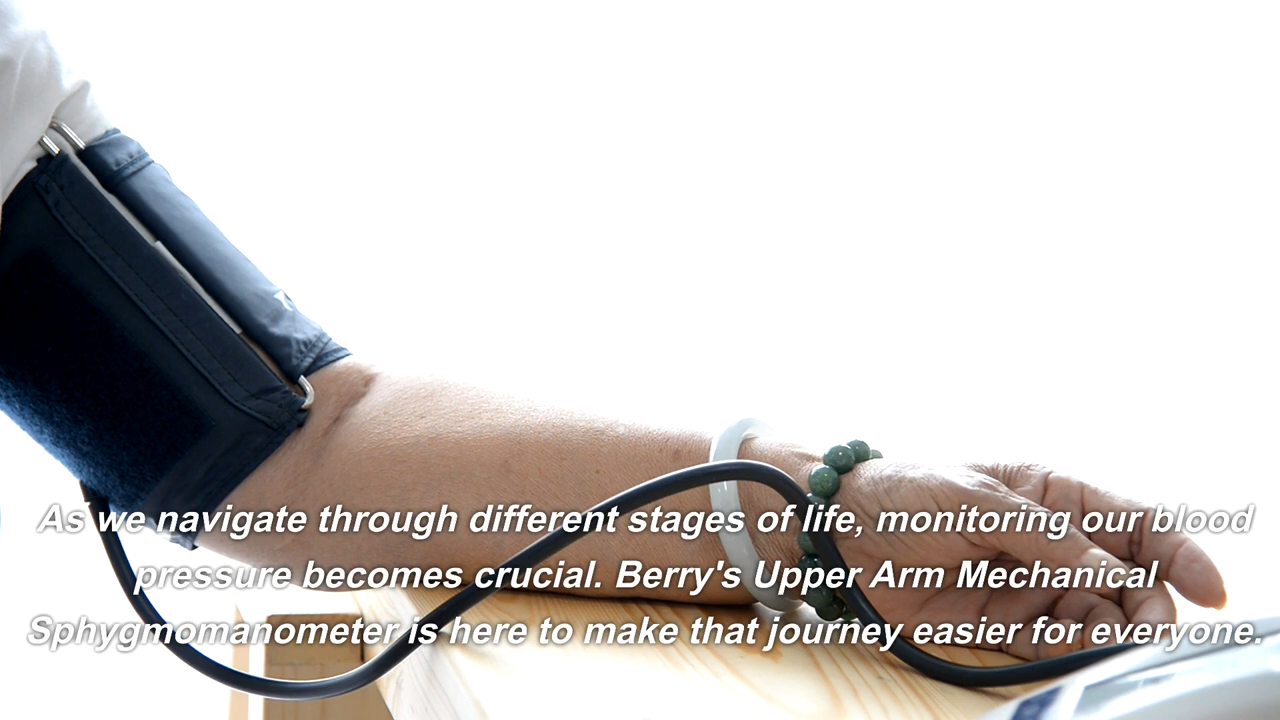 As we navigate through different stages of life, monitoring our blood
pressure becomes crucial. Berry's Upper Arm Mechanical
Sphygmomanometer is here to make that journey easier for everyone.